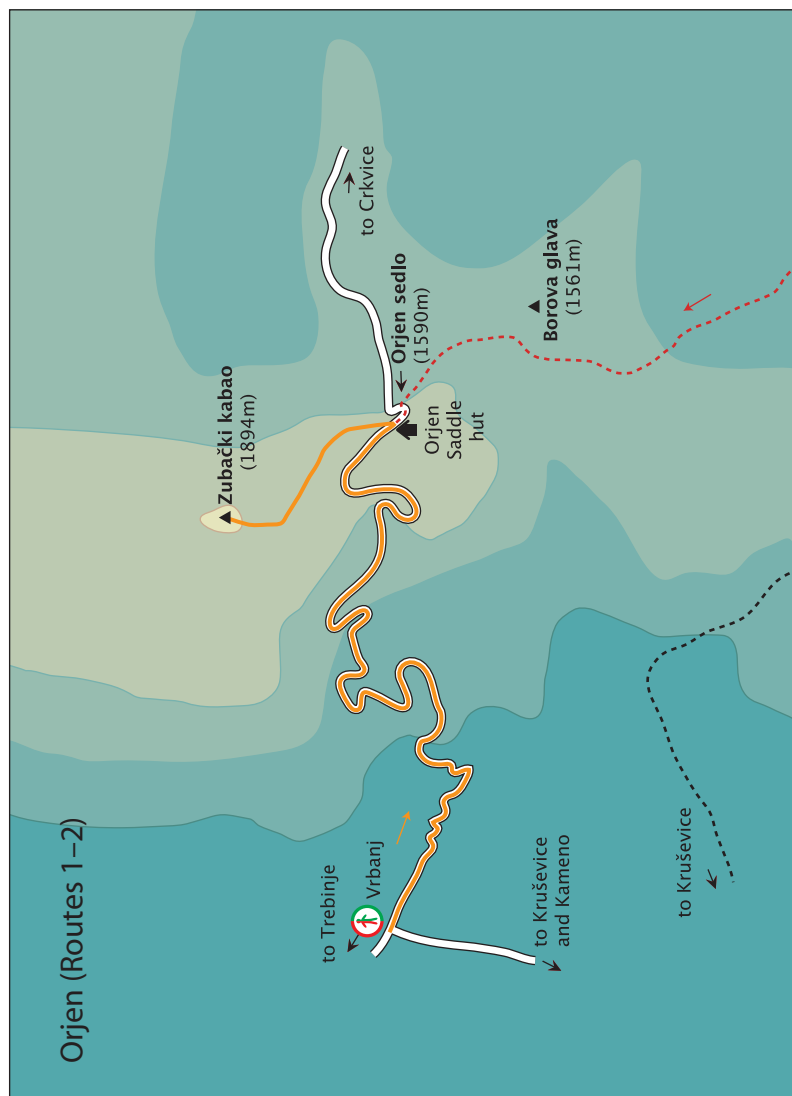 Orjen (Routes 1–2)
Zubački kabao
(1894m)
to Crkvice
Orjen sedlo
(1590m)
Orjen
Saddle
hut
Borova glava
(1561m)
to Trebinje
Vrbanj
to Kruševice
and Kameno
to Kruševice